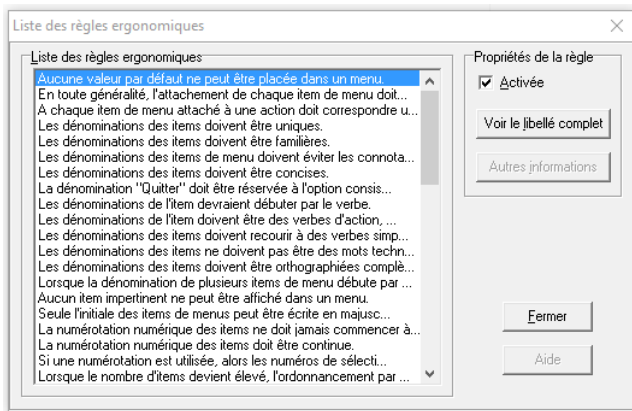 Liste des règles ergonomiques
Liste des règles ergonomiques
Aucune valeur par défaut ne peut être placée dans un menu.
En toute généralité, l'attachement de chaque item de menu doit...
A chaque item de menu attaché à une action doit correspondre u...
Les dénominations des items doivent être uniques.
Les dénominations des items doivent être familières.
Les dénominations des items de menu doivent éviter les connota...
Les dénominations des items doivent être concises.
La dénomination "Quitter" doit être réservée à l'option consis...
Les dénominations de l'item devraient débuter par le verbe.
Les dénominations de l'item doivent être des verbes d'action, ...
Les dénominations des items doivent recourir à des verbes simp...
Les dénominations des items ne doivent pas être des mots techn...
Les dénominations des items doivent être orthographiées complè...
Lorsque la dénomination de plusieurs items de menu débute par ...
Aucun item impertinent ne peut être affiché dans un menu.
Seule l'initiale des items de menus peut être écrite en majusc...
La numérotation numérique des items ne doit jamais commencer à...
La numérotation numérique des items doit être continue.
Si une numérotation est utilisée, alors les numéros de sélecti...
Lorsque le nombre d'items devient élevé, l'ordonnancement par ...
Propriétés de la règle
Activée
Voir le libellé complet
Autres informations
Fermer
Aide